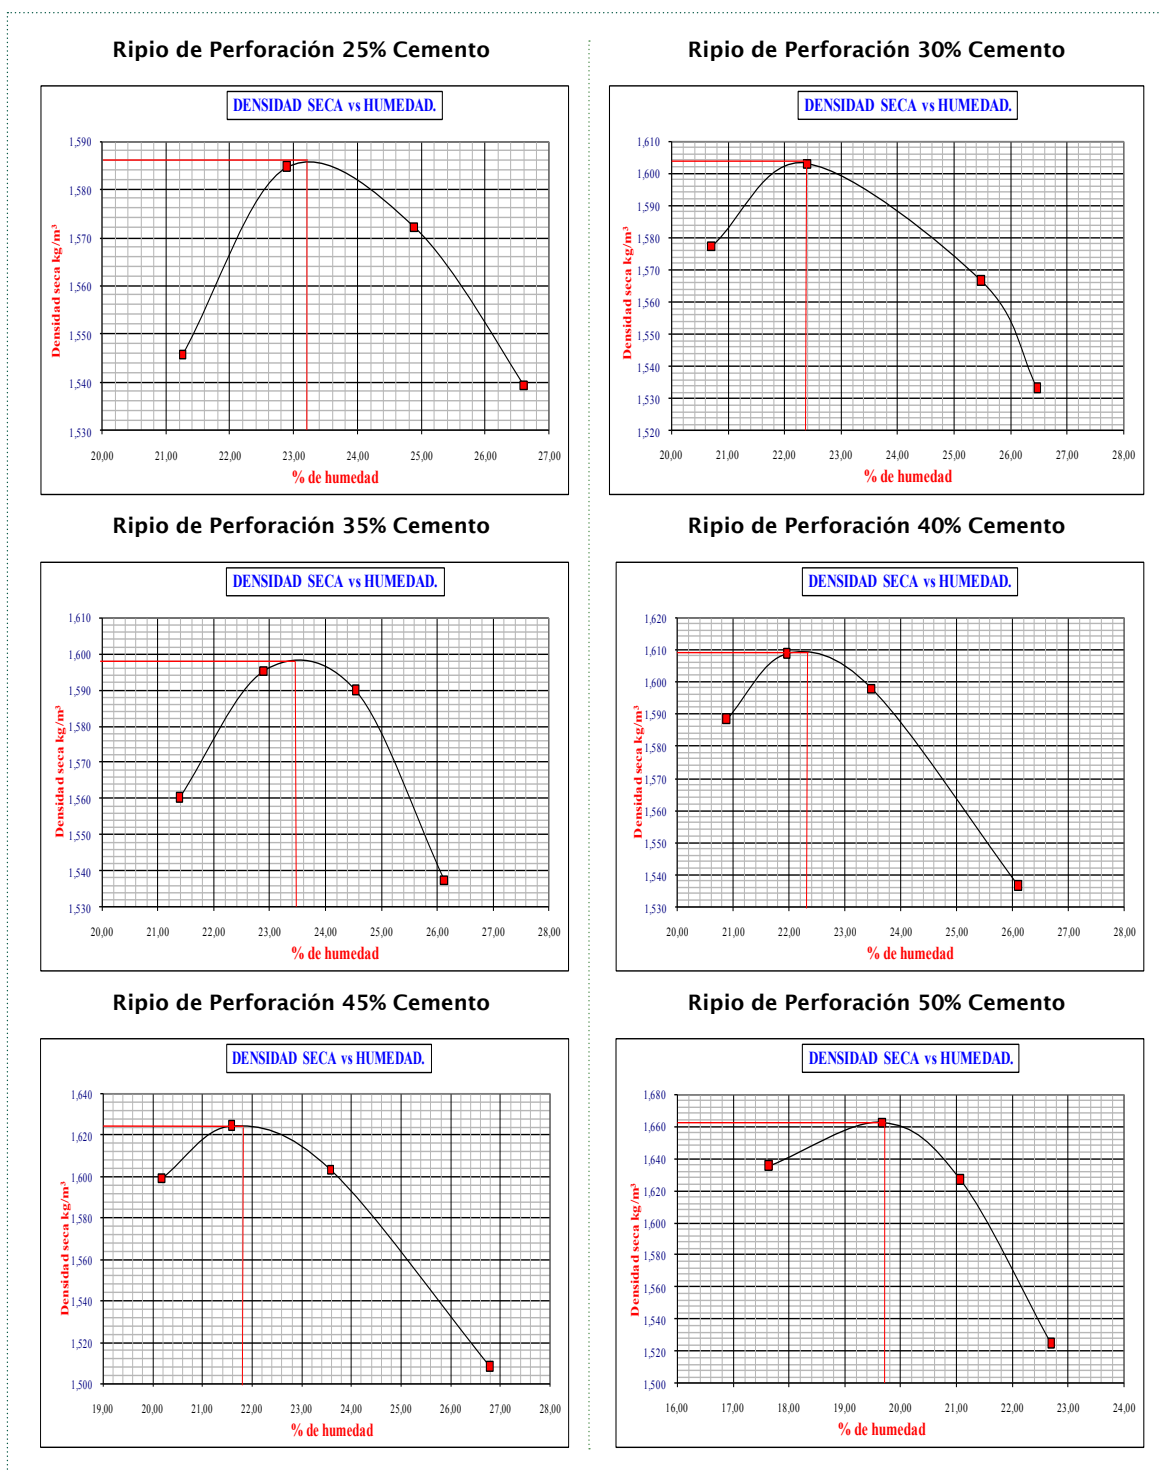 Ripio de Perforación 25% Cemento
DENSIDAD SECA vs HUMEDAD.
Densidad seca kg/m³
1,590
1,580
1,570
1,560
1,550
1,540
1,530
20,00 21,00 22,00 23,00 24,00 25,00 26,00 27,00
% de humedad
Ripio de Perforación 30% Cemento
DENSIDAD SECA vs HUMEDAD.
Densidad seca kg/m³
1,610
1,600
1,590
1,580
1,570
1,560
1,550
1,540
1,530
1,520
20,00 21,00 22,00 23,00 24,00 25,00 26,00 27,00 28,00
% de humedad
Ripio de Perforación 35% Cemento
DENSIDAD SECA vs HUMEDAD.
Densidad seca kg/m³
1,610
1,600
1,590
1,580
1,570
1,560
1,550
1,540
1,530
20,00 21,00 22,00 23,00 24,00 25,00 26,00 27,00 28,00
% de humedad
Ripio de Perforación 40% Cemento
DENSIDAD SECA vs HUMEDAD.
Densidad seca kg/m³
1,620
1,610
1,600
1,590
1,580
1,570
1,560
1,550
1,540
1,530
20,00 21,00 22,00 23,00 24,00 25,00 26,00 27,00 28,00
% de humedad
Ripio de Perforación 45% Cemento
DENSIDAD SECA vs HUMEDAD.
Densidad seca kg/m³
1,640
1,620
1,600
1,580
1,560
1,540
1,520
1,500
19,00 20,00 21,00 22,00 23,00 24,00 25,00 26,00 27,00 28,00
% de humedad
Ripio de Perforación 50% Cemento
DENSIDAD SECA vs HUMEDAD.
Densidad seca kg/m³
1,680
1,660
1,640
1,620
1,600
1,580
1,560
1,540
1,520
1,500
16,00 17,00 18,00 19,00 20,00 21,00 22,00 23,00 24,00
% de humedad